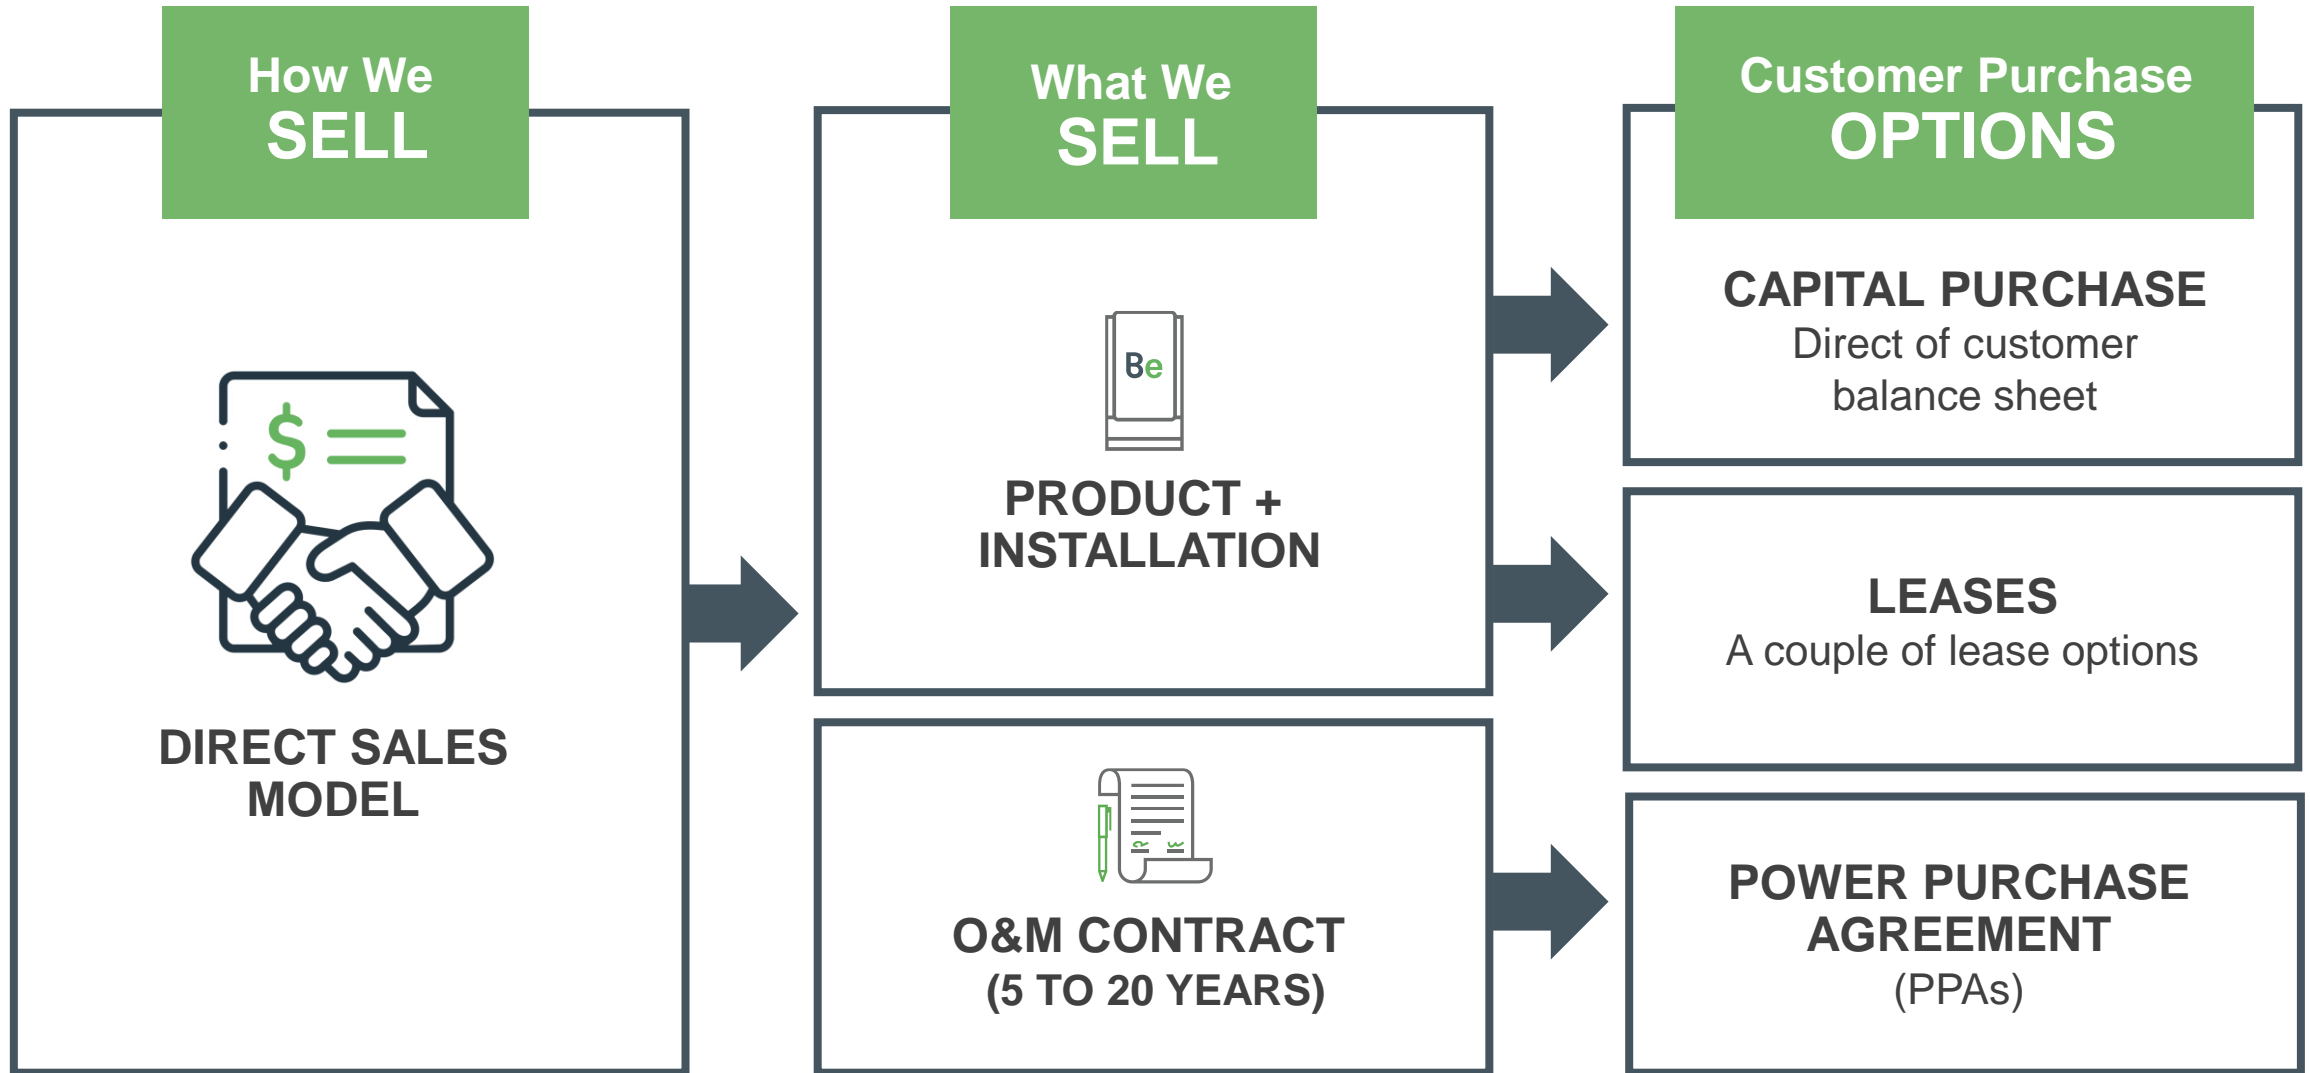 How We
SELL
DIRECT SALES
MODEL
What We
SELL
Be
PRODUCT +
INSTALLATION
O&M CONTRACT
(5 TO 20 YEARS)
Customer Purchase
OPTIONS
CAPITAL PURCHASE
Direct of customer
balance sheet
LEASES
A couple of lease options
POWER PURCHASE
AGREEMENT
(PPAs)